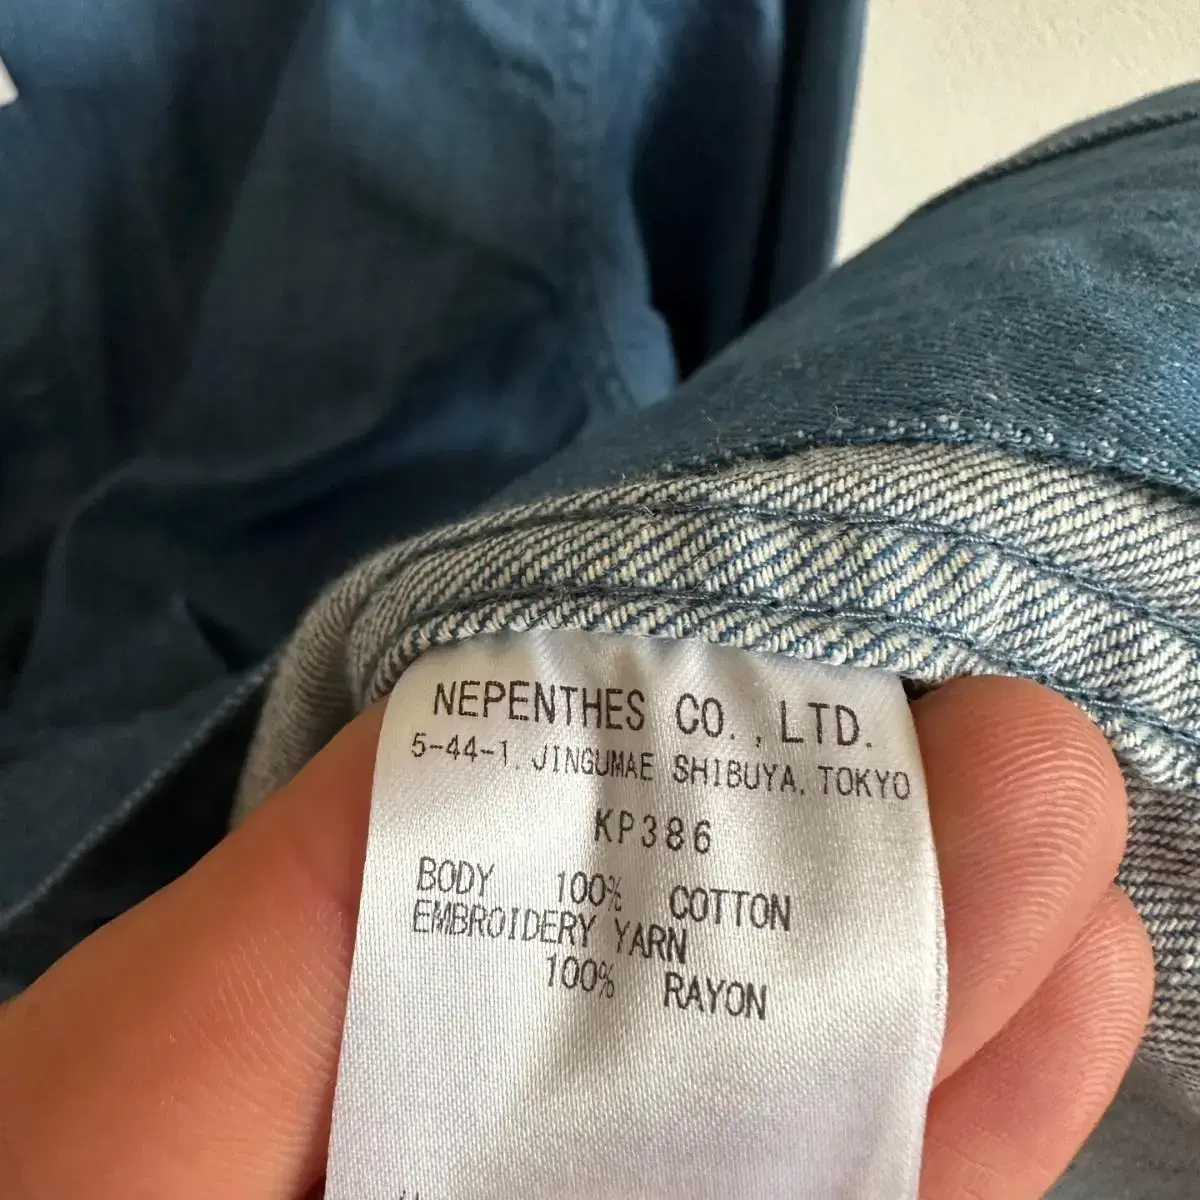 NEPENTHES CO., LTD.
5-44-1, JINGUMAE SHIBUYA, TOKYO
KP386
BODY 100% COTTON
EMBROIDERY YARN
100% RAYON